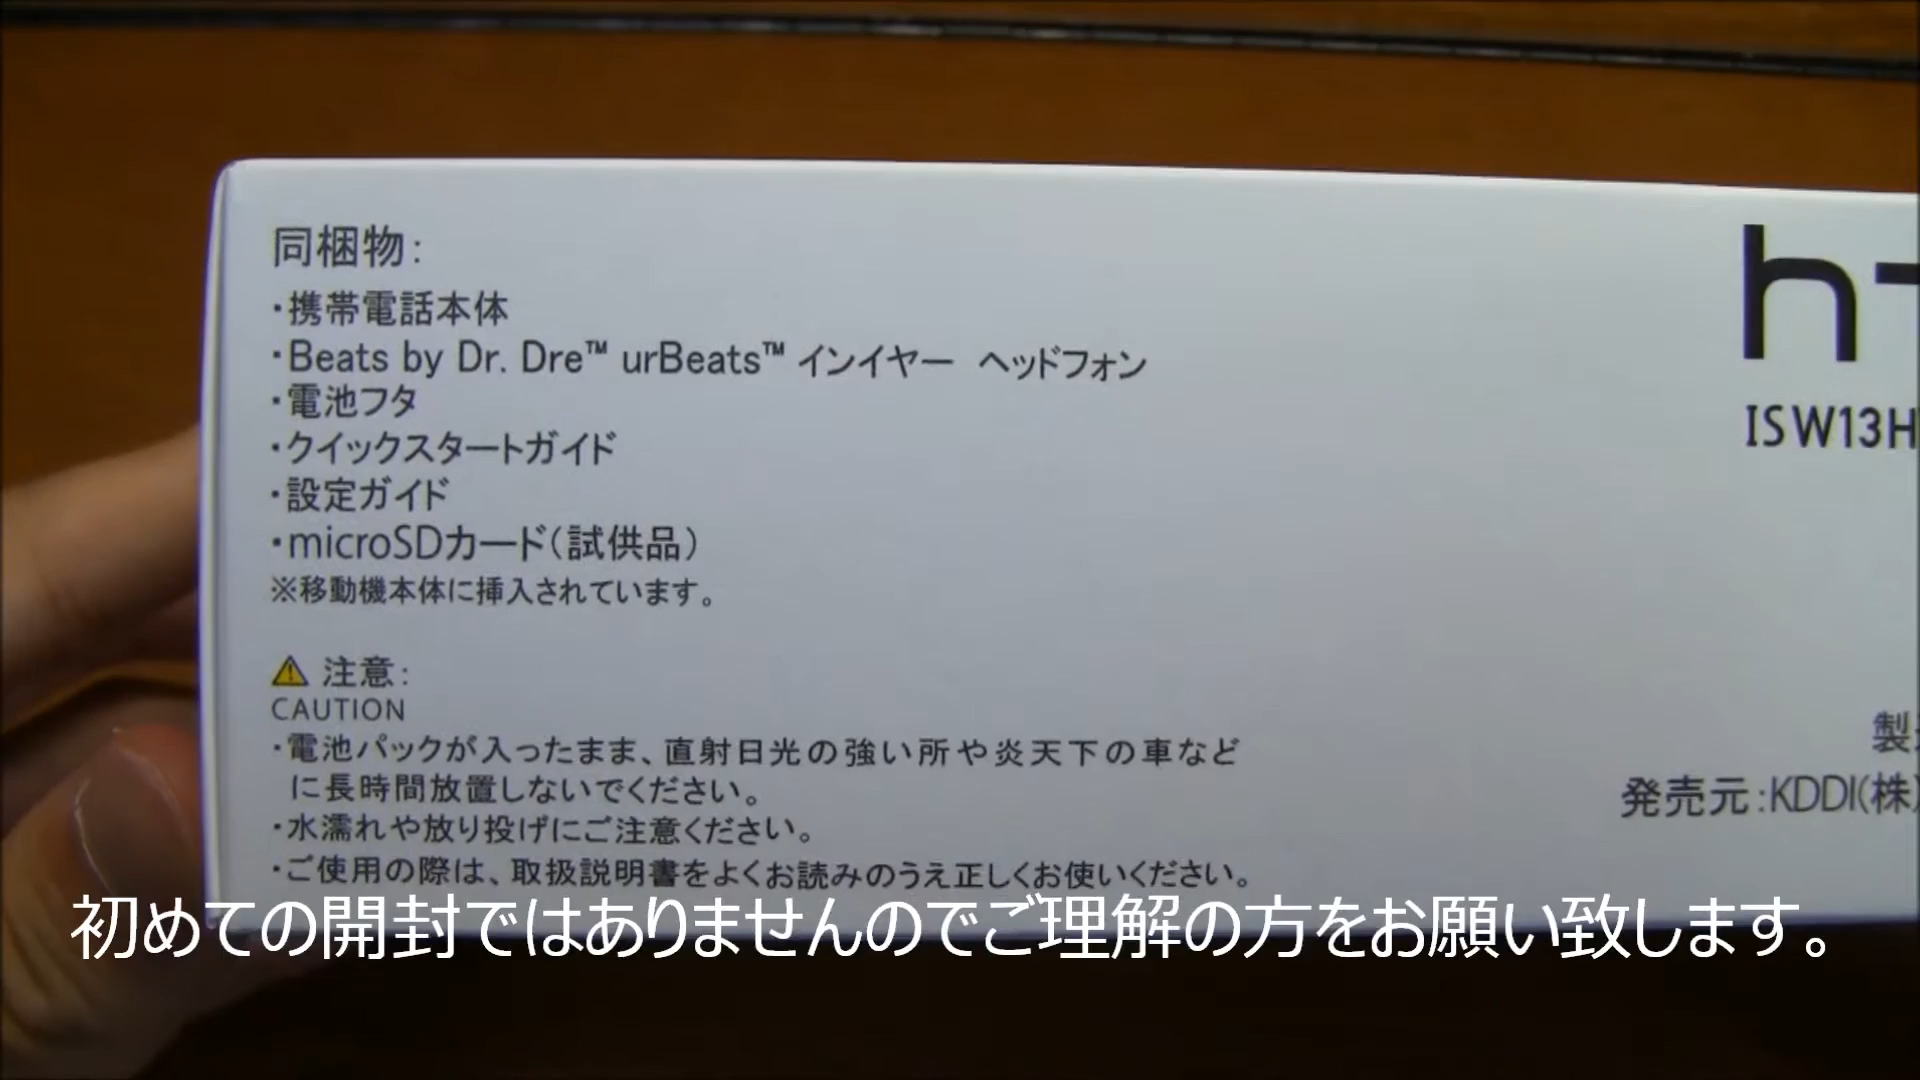 同梱物:
・携帯電話本体
・Beats by Dr. Dre™ urBeats™ インイヤー ヘッドフォン
・電池フタ
・クイックスタートガイド
・設定ガイド
・microSDカード(試供品)
※移動機本体に挿入されています。
注意:
CAUTION
・電池パックが入ったまま、直射日光の強い所や炎天下の車など
に長時間放置しないでください。
・水濡れや放り投げにご注意ください。
・ご使用の際は、取扱説明書をよくお読みのうえ正しくお使いください。
h
ISW13H
製
発売元:KDDI(株)
初めての開封ではありませんのでご理解の方をお願い致します。